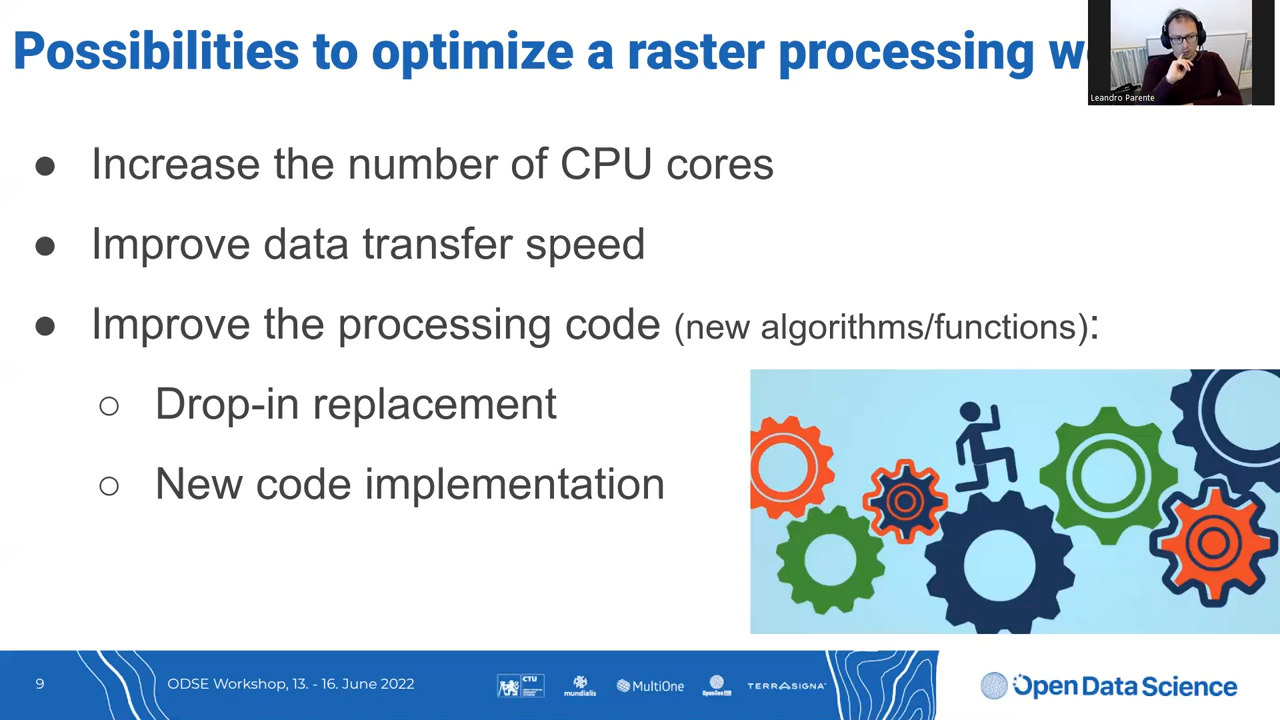 Possibilities to optimize a raster processing
Leandro Parente
● Increase the number of CPU cores
● Improve data transfer speed
● Improve the processing code (new algorithms/functions):
○ Drop-in replacement
○ New code implementation
9
ODSE Workshop, 13. - 16. June 2022
CTU
mundialis
MultiOne
TERRASIGNA
Open Data Science